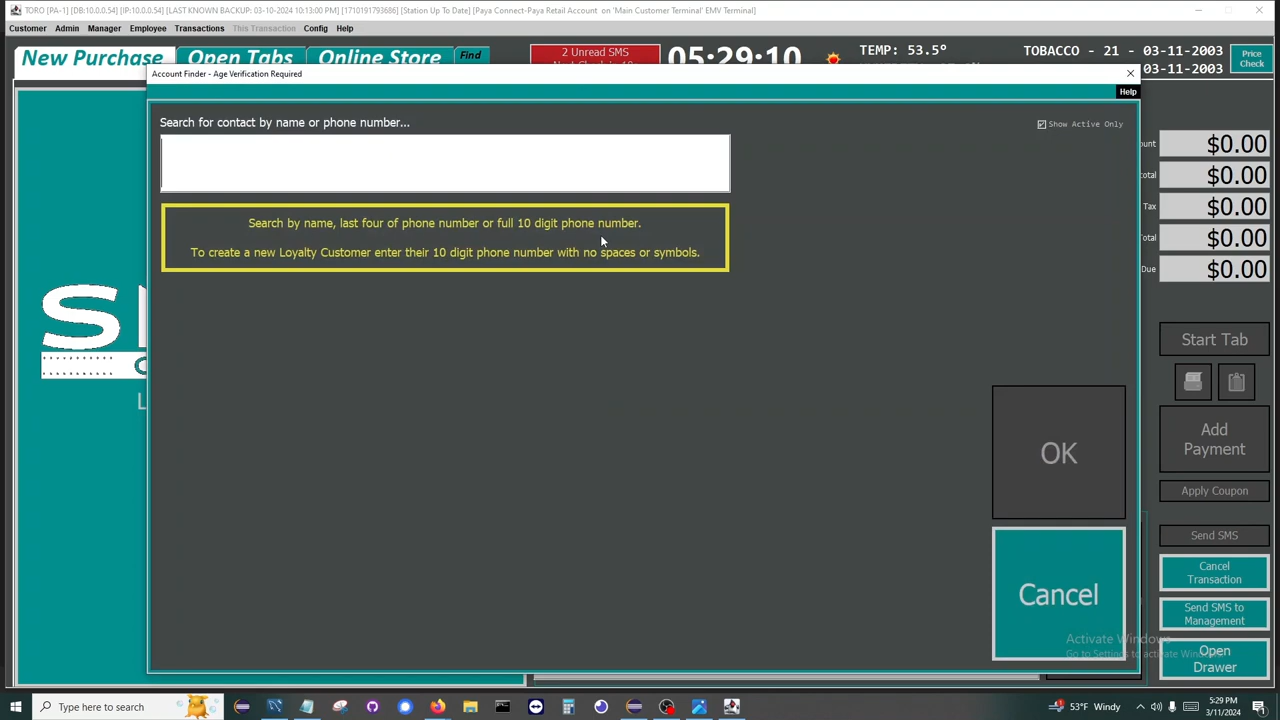 TORO [PA-1] [DB:10.0.0.54] [IP:10.0.0.54] [LAST KNOWN BACKUP: 03-10-2024 10:13:00 PM] [1710191793686] [Station Up To Date] [Paya Connect-Paya Retail Account on 'Main Customer Terminal' EMV Terminal]
Customer Admin Manager Employee Transactions This Transaction Config Help
New Purchase Open Tabs Online Store Find
2 Unread SMS
05:29:10
TEMP: 53.5°
TOBACCO - 21 - 03-11-2003
- 03-11-2003
Price
Check
Account Finder - Age Verification Required
Help
Search for contact by name or phone number...
Show Active Only
Search by name, last four of phone number or full 10 digit phone number.
To create a new Loyalty Customer enter their 10 digit phone number with no spaces or symbols.
OK
Cancel
$0.00
$0.00
Tax $0.00
$0.00
Due $0.00
Start Tab
Add
Payment
Apply Coupon
Send SMS
Cancel
Transaction
Send SMS to
Management
Open
Drawer
Activate Windows
Go to Settings to activate Windows.
Type here to search
53°F Windy
5:29 PM
3/11/2024